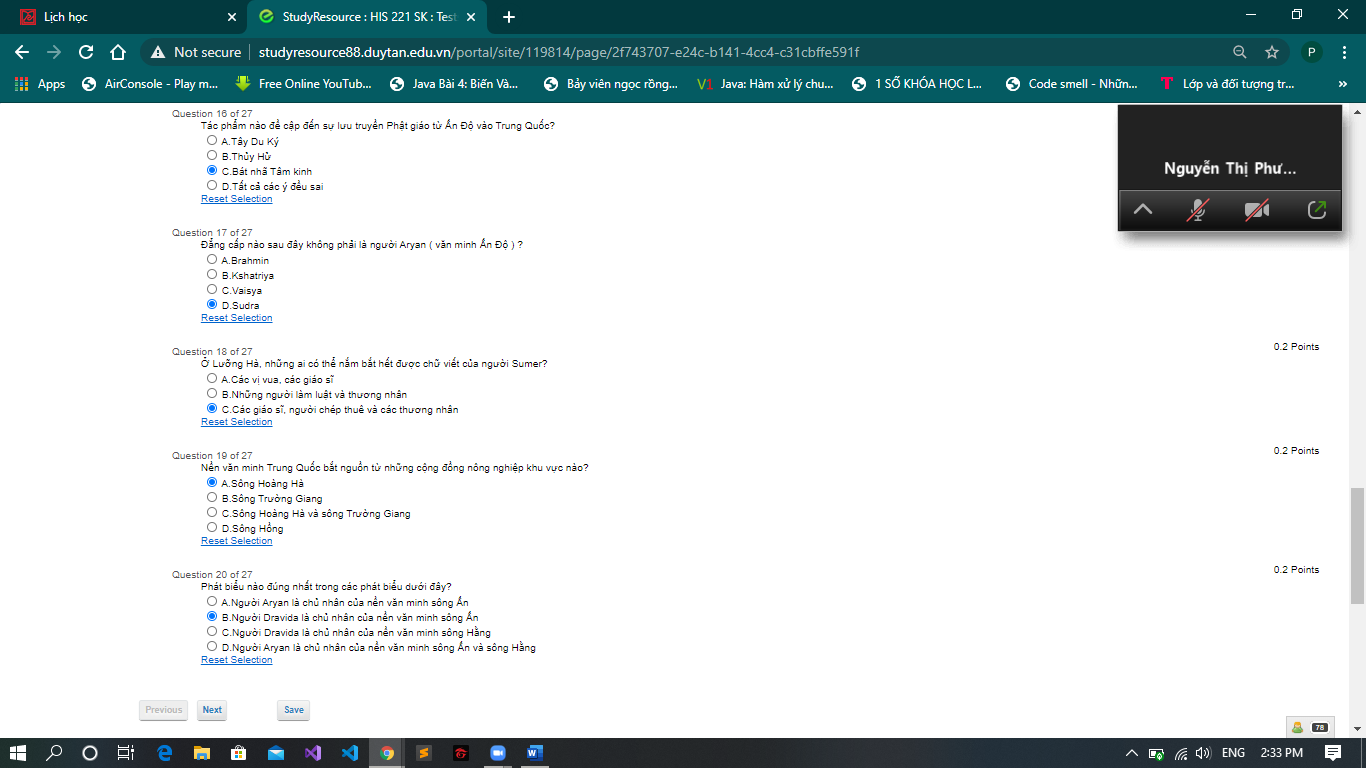 Lịch học
StudyResource : HIS 221 SK : Test
Not secure
studyresource88.duytan.edu.vn/portal/site/119814/page/2f743707-e24c-b141-4cc4-c31cbffe591f
P
Apps
AirConsole - Play m...
Free Online YouTub...
Java Bài 4: Biến Và...
Bảy viên ngọc rồng...
V1 Java: Hàm xử lý chu...
1 SỐ KHÓA HỌC L...
Code smell - Nhữn...
T Lớp và đối tượng tr...
»
Nguyễn Thị Phư...
Question 16 of 27
Tác phẩm nào đề cập đến sự lưu truyền Phật giáo từ Ấn Độ vào Trung Quốc?
A.Tây Du Ký
B.Thủy Hử
C.Bát nhã Tâm kinh
D.Tất cả các ý đều sai
Reset Selection
Question 17 of 27
Đẳng cấp nào sau đây không phải là người Aryan ( văn minh Ấn Độ ) ?
A.Brahmin
B.Kshatriya
C.Vaisya
D.Sudra
Reset Selection
Question 18 of 27
0.2 Points
Ở Lưỡng Hà, những ai có thể nắm bắt hết được chữ viết của người Sumer?
A.Các vị vua, các giáo sĩ
B.Những người làm luật và thương nhân
C.Các giáo sĩ, người chép thuê và các thương nhân
Reset Selection
Question 19 of 27
0.2 Points
Nền văn minh Trung Quốc bắt nguồn từ những cộng đồng nông nghiệp khu vực nào?
A.Sông Hoàng Hà
B.Sông Trường Giang
C.Sông Hoàng Hà và sông Trường Giang
D.Sông Hồng
Reset Selection
Question 20 of 27
0.2 Points
Phát biểu nào đúng nhất trong các phát biểu dưới đây?
A.Người Aryan là chủ nhân của nền văn minh sông Ấn
B.Người Dravida là chủ nhân của nền văn minh sông Ấn
C.Người Dravida là chủ nhân của nền văn minh sông Hằng
D.Người Aryan là chủ nhân của nền văn minh sông Ấn và sông Hằng
Reset Selection
Previous
Next
Save
78
ENG
2:33 PM